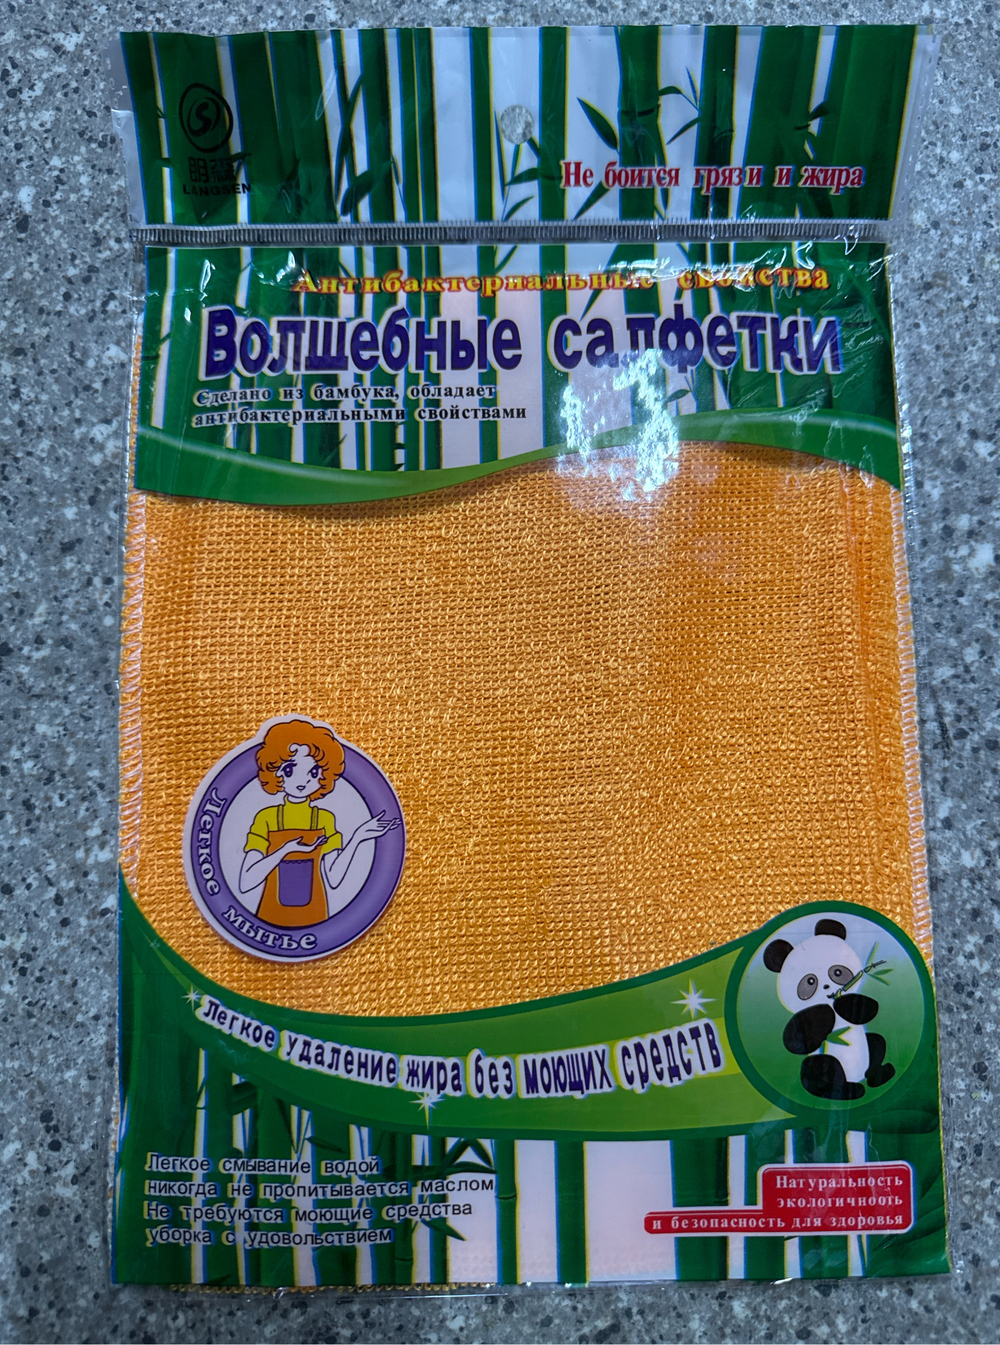 LANGSEN
Не боится грязи и жира
Антибактериальные свойства
Волшебные салфетки
Сделано из бамбука, обладает
антибактериальными свойствами
Легкое мытье
Легкое удаление жира без моющих средств
Легкое смывание водой
никогда не пропитывается маслом
Не требуются моющие средства
уборка с удовольствием
Натуральность
экологичнооть
и безопасность для здоровья